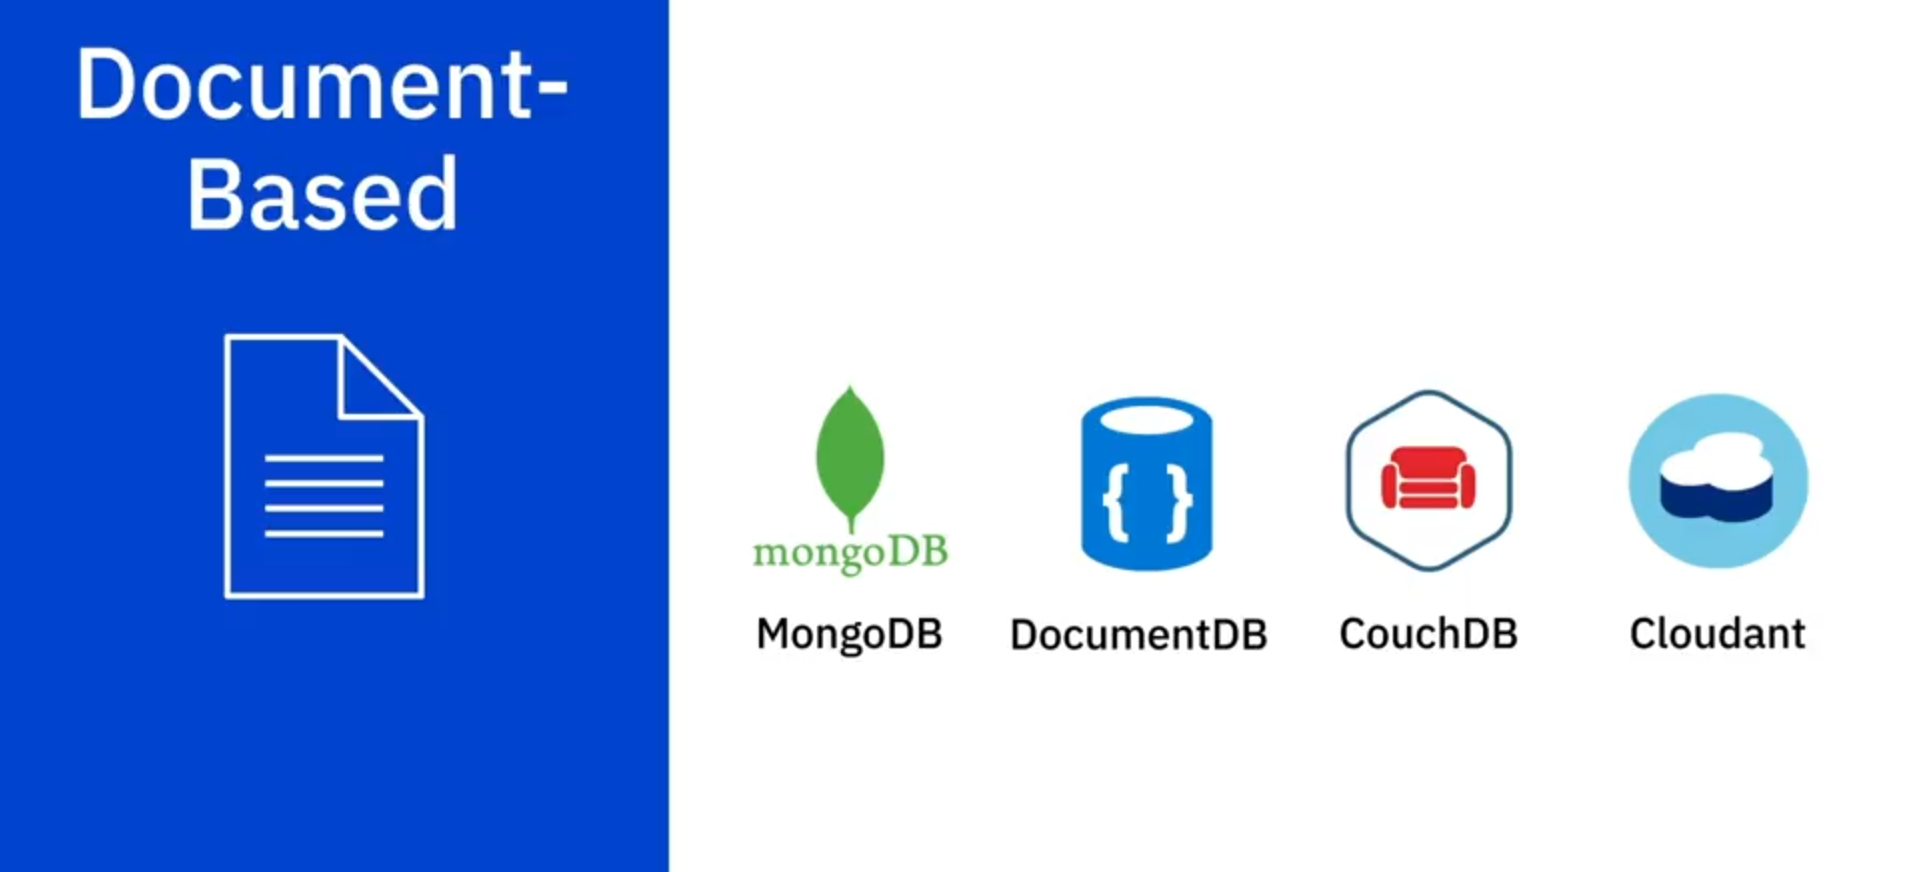 Document-
Based
mongoDB
{ }
MongoDB
DocumentDB
CouchDB
Cloudant